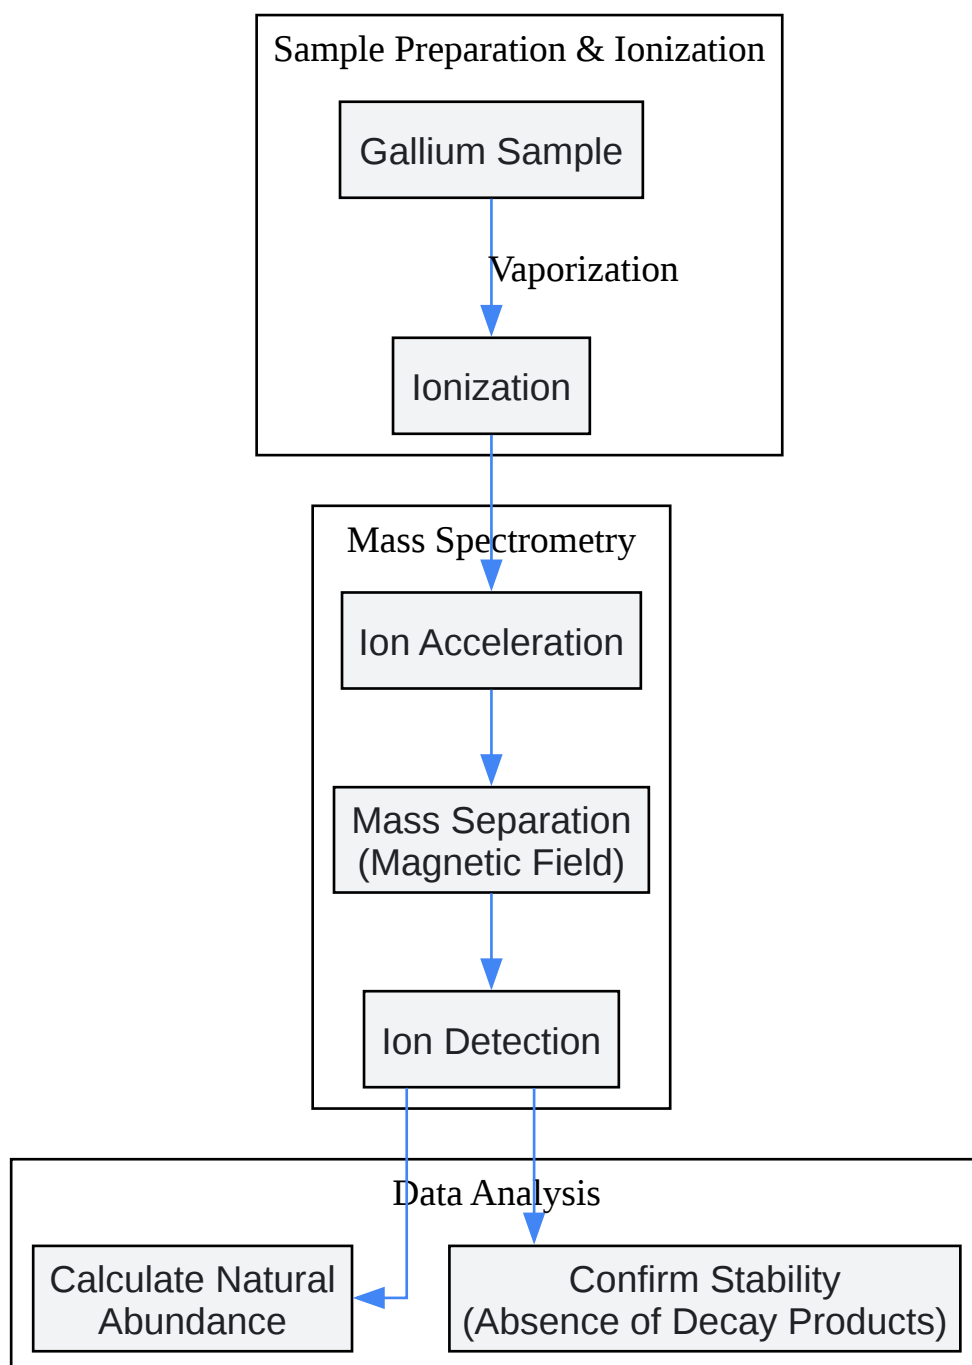 Sample Preparation & Ionization
Gallium Sample
Vaporization
Ionization
Mass Spectrometry
Ion Acceleration
Mass Separation
(Magnetic Field)
Ion Detection
Data Analysis
Calculate Natural
Abundance
Confirm Stability
(Absence of Decay Products)